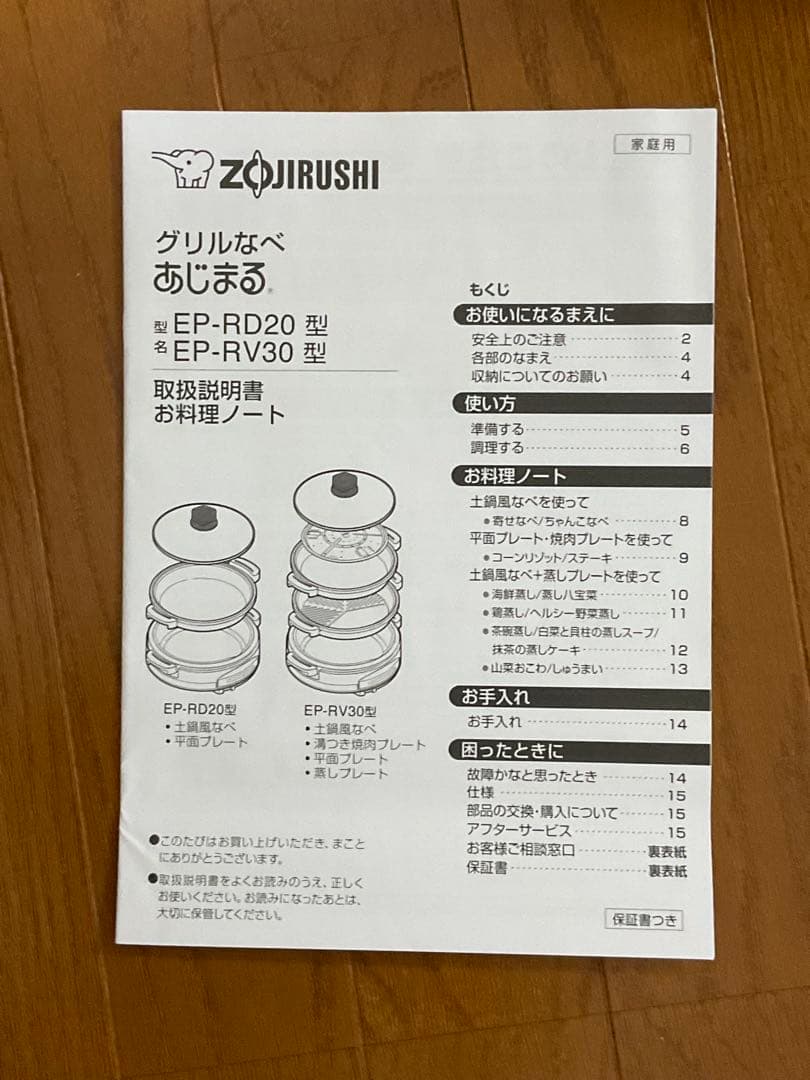 家庭用
ZOJIRUSHI
グリルなべ
あじまる®
型名 EP-RD20 型
EP-RV30 型
取扱説明書
お料理ノート
EP-RD20型
・土鍋風なべ
・平面プレート
EP-RV30型
・土鍋風なべ
・溝つき焼肉プレート
・平面プレート
・蒸しプレート
●このたびはお買い上げいただき、まこと
にありがとうございます。
●取扱説明書をよくお読みのうえ、正しく
お使いください。お読みになったあとは、
大切に保管してください。
もくじ
お使いになるまえに
安全上のご注意 2
各部のなまえ 4
収納についてのお願い 4
使い方
準備する 5
調理する 6
お料理ノート
土鍋風なべを使って
●寄せなべ/ちゃんこなべ 8
平面プレート・焼肉プレートを使って
●コーンリゾット/ステーキ 9
土鍋風なべ+蒸しプレートを使って
●海鮮蒸し/蒸し八宝菜 10
●鶏蒸し/ヘルシー野菜蒸し 11
●茶碗蒸し/白菜と貝柱の蒸しスープ/
抹茶の蒸しケーキ 12
●山菜おこわ/しゅうまい 13
お手入れ
お手入れ 14
困ったときに
故障かなと思ったとき 14
仕様 15
部品の交換・購入について 15
アフターサービス 15
お客様ご相談窓口 裏表紙
保証書 裏表紙
保証書つき